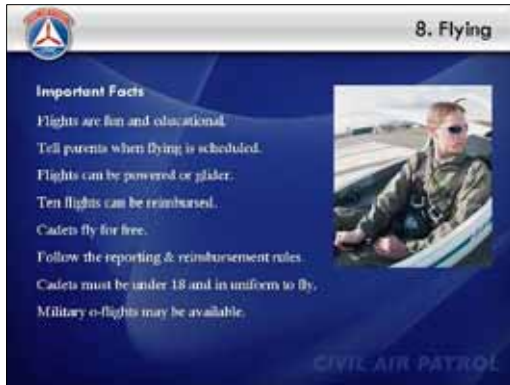 8. Flying
Important Facts
Flights are fun and educational.
Tell parents when flying is scheduled.
Flights can be powered or glider.
Ten flights can be reimbursed.
Cadets fly for free.
Follow the reporting & reimbursement rules.
Cadets must be under 18 and in uniform to fly.
Military o-flights may be available.
CIVIL AIR PATROL